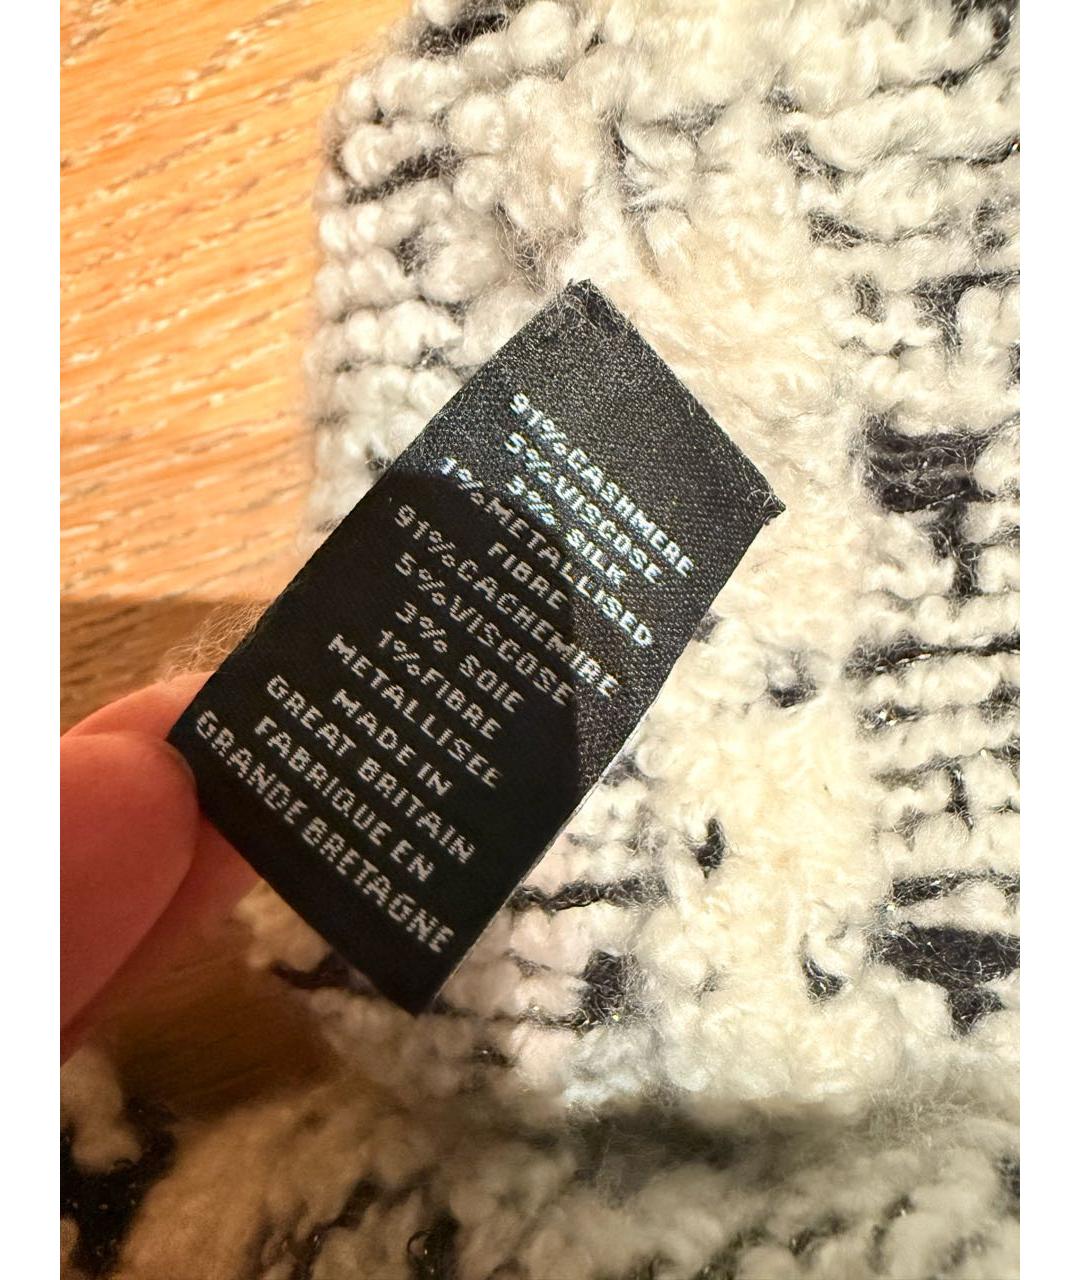 91%CASHMERE
5%VISCOSE
3% SILK
1%METALLISED
FIBRE
91%CACHEMIRE
5%VISCOSE
3% SOIE
1%FIBRE
METALLISEE
MADE IN
GREAT BRITAIN
FABRIQUE EN
GRANDE BRETAGNE